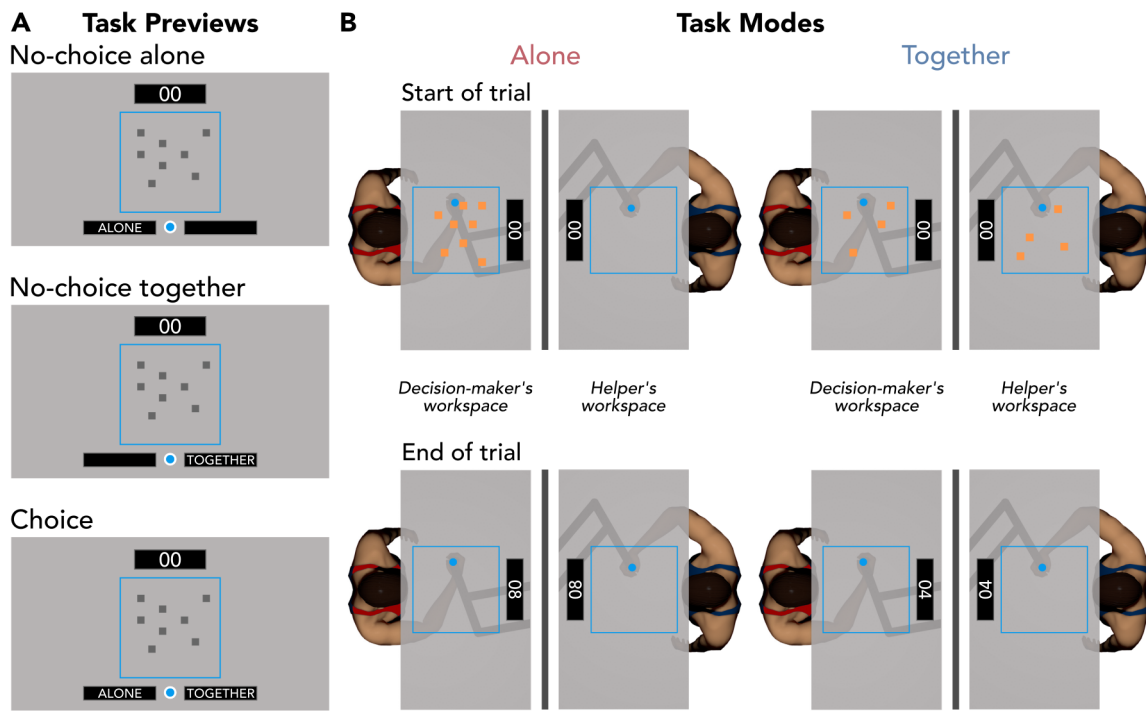 A Task Previews
No-choice alone
00
ALONE
No-choice together
00
TOGETHER
Choice
00
ALONE TOGETHER
B Task Modes
Alone Together
Start of trial
00 00 00 00
Decision-maker's
workspace
Helper's
workspace
Decision-maker's
workspace
Helper's
workspace
End of trial
08 08 04 04